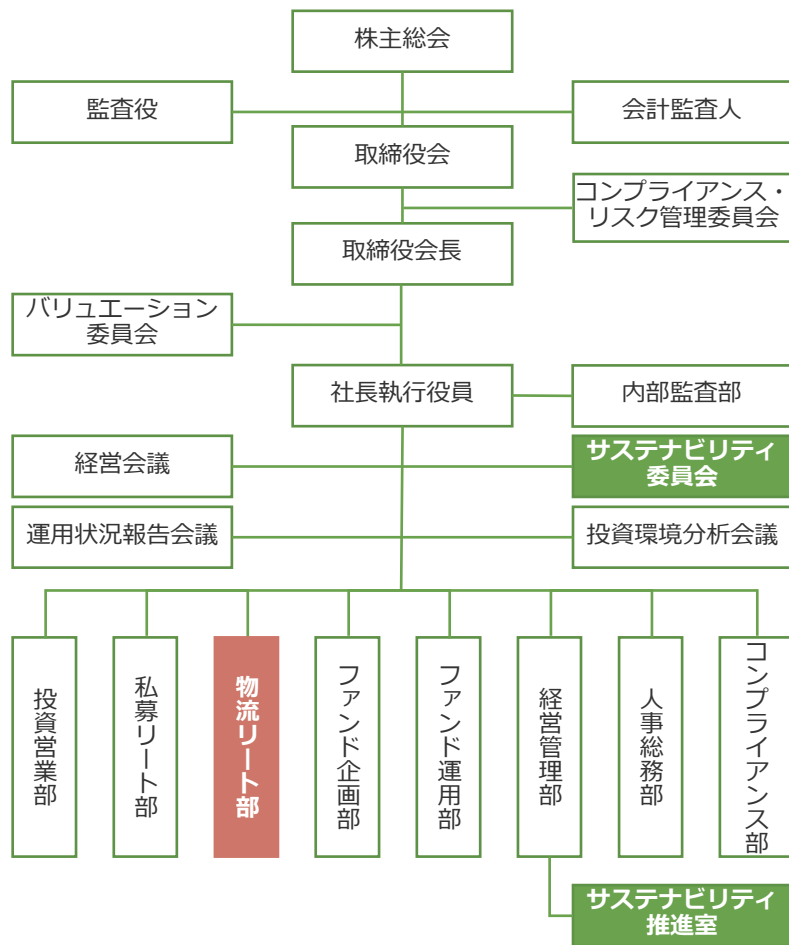 株主総会
監査役
会計監査人
取締役会
コンプライアンス・
リスク管理委員会
取締役会長
バリュエーション
委員会
社長執行役員
内部監査部
経営会議
サステナビリティ
委員会
運用状況報告会議
投資環境分析会議
投資営業部
私募リート部
物流リート部
ファンド企画部
ファンド運用部
経営管理部
人事総務部
コンプライアンス部
サステナビリティ
推進室